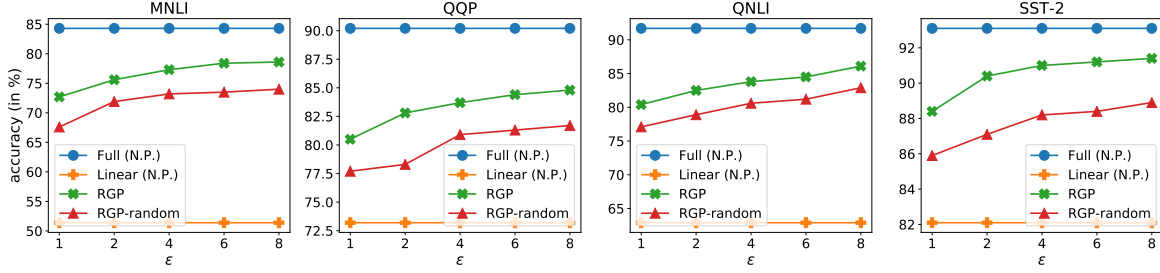 MNLI
accuracy (in %)
85
80
75
70
65
60
55
50
Full (N.P.)
Linear (N.P.)
RGP
RGP-random
1 2 4 6 8
ε
QQP
90.0
87.5
85.0
82.5
80.0
77.5
75.0
72.5
Full (N.P.)
Linear (N.P.)
RGP
RGP-random
1 2 4 6 8
ε
QNLI
90
85
80
75
70
65
Full (N.P.)
Linear (N.P.)
RGP
RGP-random
1 2 4 6 8
ε
SST-2
92
90
88
86
84
82
Full (N.P.)
Linear (N.P.)
RGP
RGP-random
1 2 4 6 8
ε